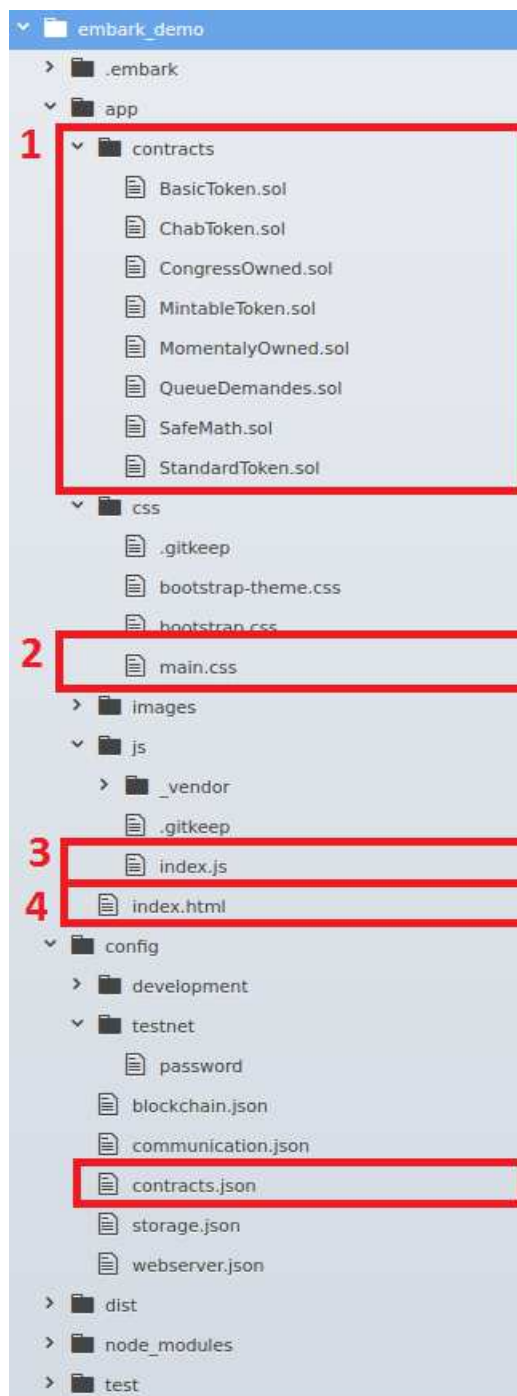 embark_demo
.embark
app
1
contracts
BasicToken.sol
ChabToken.sol
CongressOwned.sol
MintableToken.sol
MomentalyOwned.sol
QueueDemandes.sol
SafeMath.sol
StandardToken.sol
css
.gitkeep
bootstrap-theme.css
bootstrap.css
2
main.css
images
js
_vendor
.gitkeep
3
index.js
4
index.html
config
development
testnet
password
blockchain.json
communication.json
contracts.json
storage.json
webserver.json
dist
node_modules
test